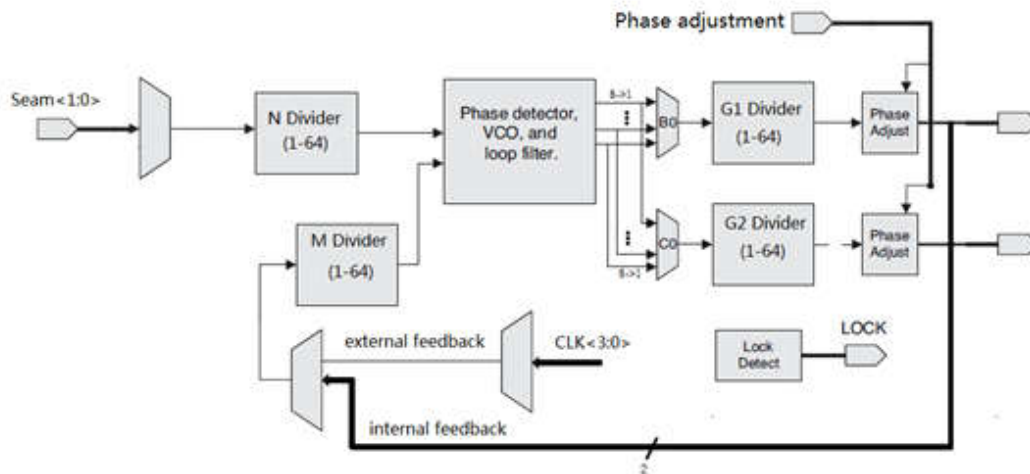 Phase adjustment
Seam<1:0>
N Divider
(1-64)
Phase detector,
VCO, and
loop filter.
8->1
B0
G1 Divider
(1-64)
Phase
Adjust
M Divider
(1-64)
C0
8->1
G2 Divider
(1-64)
Phase
Adjust
external feedback
CLK<3:0>
Lock
Detect
LOCK
internal feedback
2